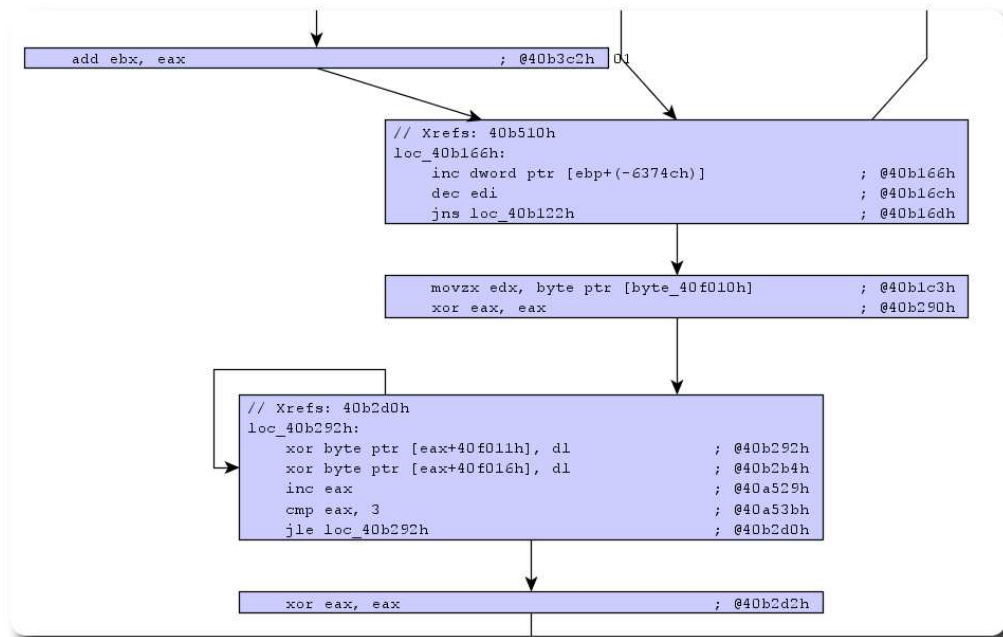 add ebx, eax ; @40b3c2h 01
// Xrefs: 40b510h
loc_40b166h:
inc dword ptr [ebp+(-6374ch)] ; @40b166h
dec edi ; @40b16ch
jns loc_40b122h ; @40b16dh
movzx edx, byte ptr [byte_40f010h] ; @40b1c3h
xor eax, eax ; @40b290h
// Xrefs: 40b2d0h
loc_40b292h:
xor byte ptr [eax+40f011h], dl ; @40b292h
xor byte ptr [eax+40f016h], dl ; @40b2b4h
inc eax ; @40a529h
cmp eax, 3 ; @40a53bh
jle loc_40b292h ; @40b2d0h
xor eax, eax ; @40b2d2h